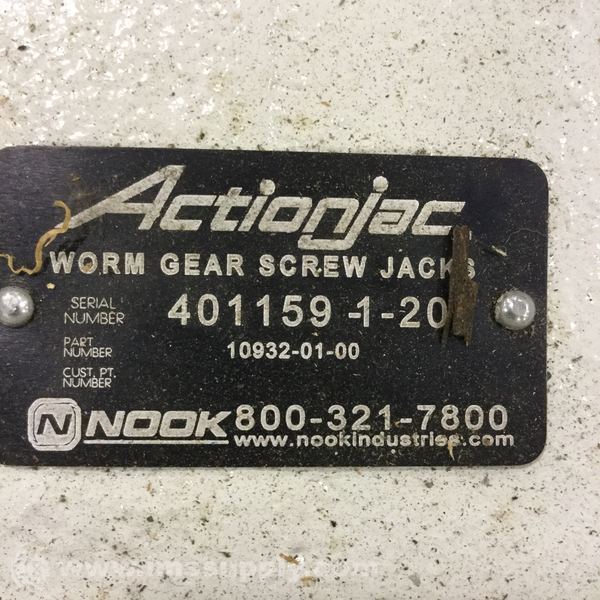 Actionjac
WORM GEAR SCREW JACKS
SERIAL NUMBER 401159-1-20
PART NUMBER 10932-01-00
CUST. PT. NUMBER
N NOOK 800-321-7800
www.nookindustries.com